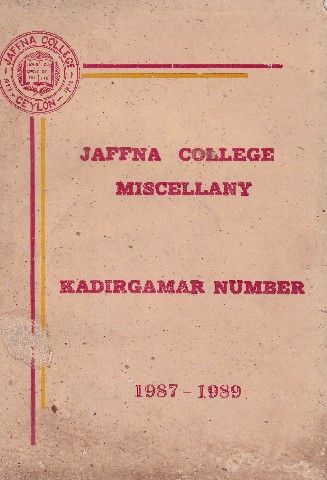 JAFFNA COLLEGE
CEYLON
JAFFNA COLLEGE
MISCELLANY
KADIRGAMAR NUMBER
1987-1989